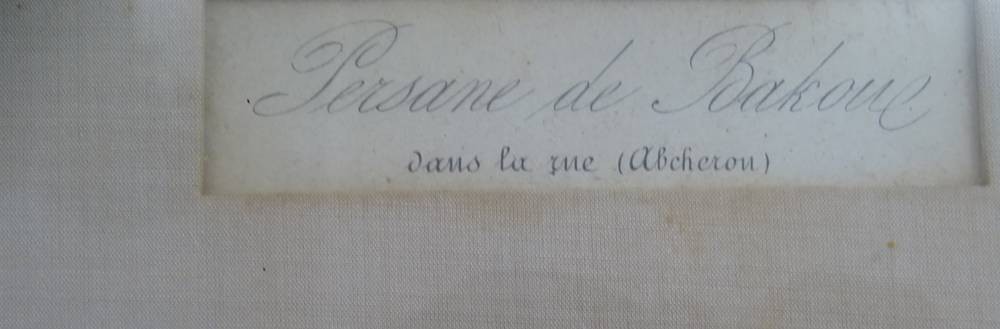 Persane de Bakou
dans la rue (Abcheron)